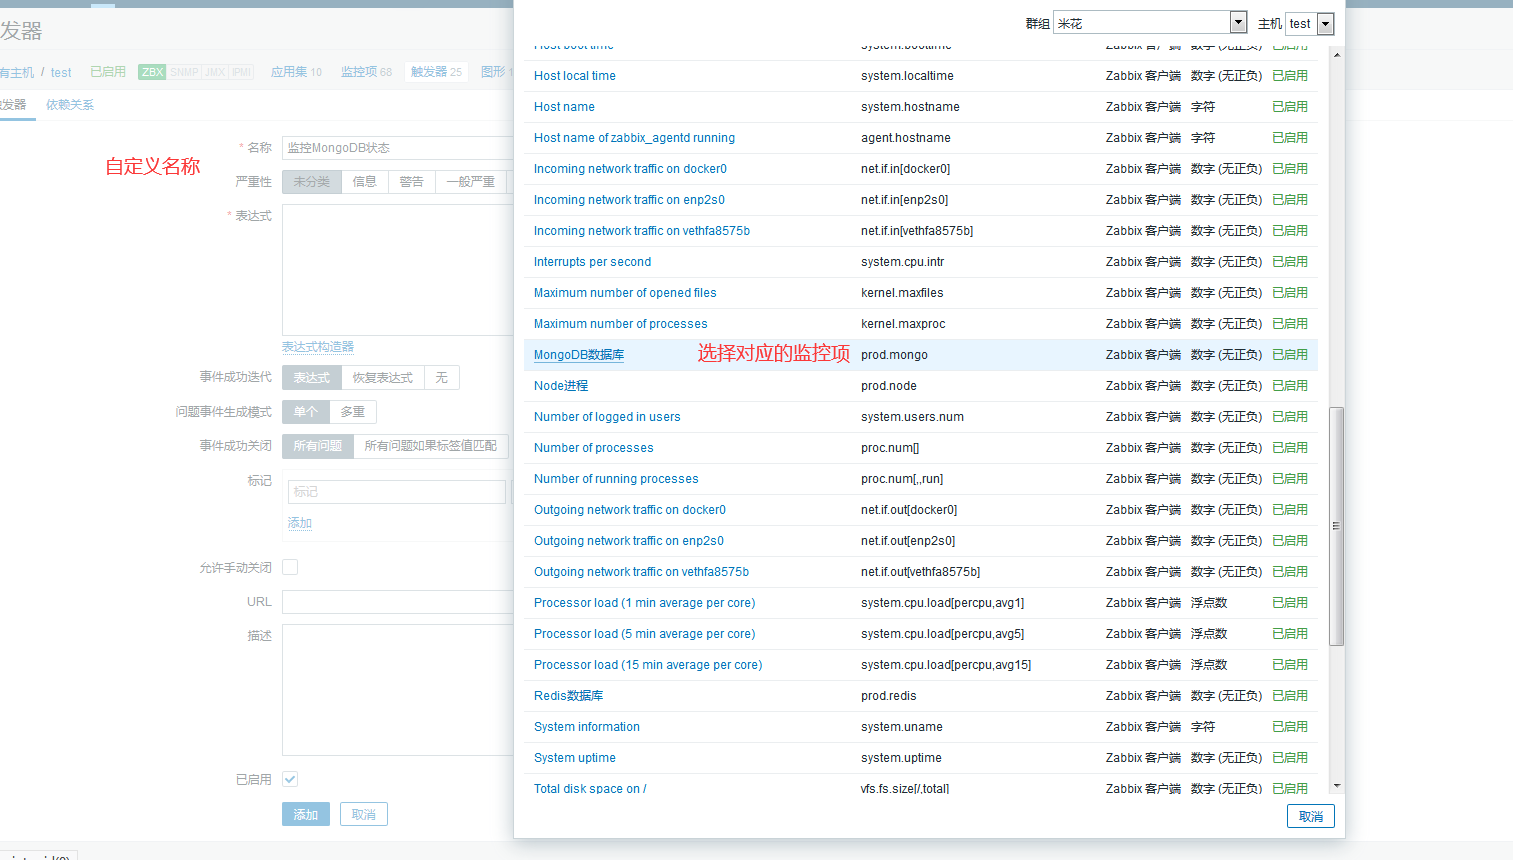 群组 米花 主机 test
发器
有主机 / test 已启用 ZBX SNMP JMX IPMI 应用集 10 监控项 68 触发器 25 图形 1
触发器 依赖关系
自定义名称
* 名称 监控MongoDB状态
严重性 未分类 信息 警告 一般严重
* 表达式
表达式构造器
事件成功迭代 表达式 恢复表达式 无
问题事件生成模式 单个 多重
事件成功关闭 所有问题 所有问题如果标签值匹配
标记 标记
添加
允许手动关闭
URL
描述
已启用
添加 取消
Host boot time system.boottime Zabbix 客户端 数字 (无正负) 已启用
Host local time system.localtime Zabbix 客户端 数字 (无正负) 已启用
Host name system.hostname Zabbix 客户端 字符 已启用
Host name of zabbix_agentd running agent.hostname Zabbix 客户端 字符 已启用
Incoming network traffic on docker0 net.if.in[docker0] Zabbix 客户端 数字 (无正负) 已启用
Incoming network traffic on enp2s0 net.if.in[enp2s0] Zabbix 客户端 数字 (无正负) 已启用
Incoming network traffic on vethfa8575b net.if.in[vethfa8575b] Zabbix 客户端 数字 (无正负) 已启用
Interrupts per second system.cpu.intr Zabbix 客户端 数字 (无正负) 已启用
Maximum number of opened files kernel.maxfiles Zabbix 客户端 数字 (无正负) 已启用
Maximum number of processes kernel.maxproc Zabbix 客户端 数字 (无正负) 已启用
MongoDB数据库 选择对应的监控项 prod.mongo Zabbix 客户端 数字 (无正负) 已启用
Node进程 prod.node Zabbix 客户端 数字 (无正负) 已启用
Number of logged in users system.users.num Zabbix 客户端 数字 (无正负) 已启用
Number of processes proc.num[] Zabbix 客户端 数字 (无正负) 已启用
Number of running processes proc.num[,,run] Zabbix 客户端 数字 (无正负) 已启用
Outgoing network traffic on docker0 net.if.out[docker0] Zabbix 客户端 数字 (无正负) 已启用
Outgoing network traffic on enp2s0 net.if.out[enp2s0] Zabbix 客户端 数字 (无正负) 已启用
Outgoing network traffic on vethfa8575b net.if.out[vethfa8575b] Zabbix 客户端 数字 (无正负) 已启用
Processor load (1 min average per core) system.cpu.load[percpu,avg1] Zabbix 客户端 浮点数 已启用
Processor load (5 min average per core) system.cpu.load[percpu,avg5] Zabbix 客户端 浮点数 已启用
Processor load (15 min average per core) system.cpu.load[percpu,avg15] Zabbix 客户端 浮点数 已启用
Redis数据库 prod.redis Zabbix 客户端 数字 (无正负) 已启用
System information system.uname Zabbix 客户端 字符 已启用
System uptime system.uptime Zabbix 客户端 数字 (无正负) 已启用
Total disk space on / vfs.fs.size[/,total] Zabbix 客户端 数字 (无正负) 已启用
取消